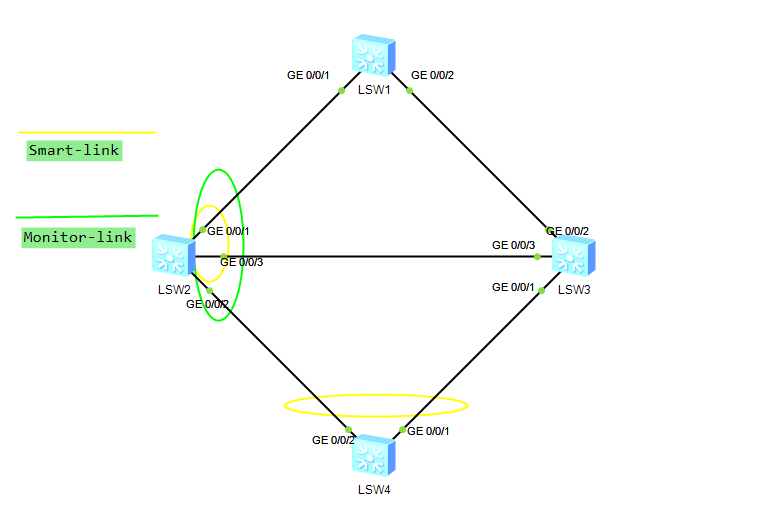 GE 0/0/1
GE 0/0/2
LSW1
Smart-link
Monitor-link
GE 0/0/1
GE 0/0/2
GE 0/0/3
GE 0/0/3
LSW2
GE 0/0/1
LSW3
GE 0/0/2
GE 0/0/2
GE 0/0/1
LSW4